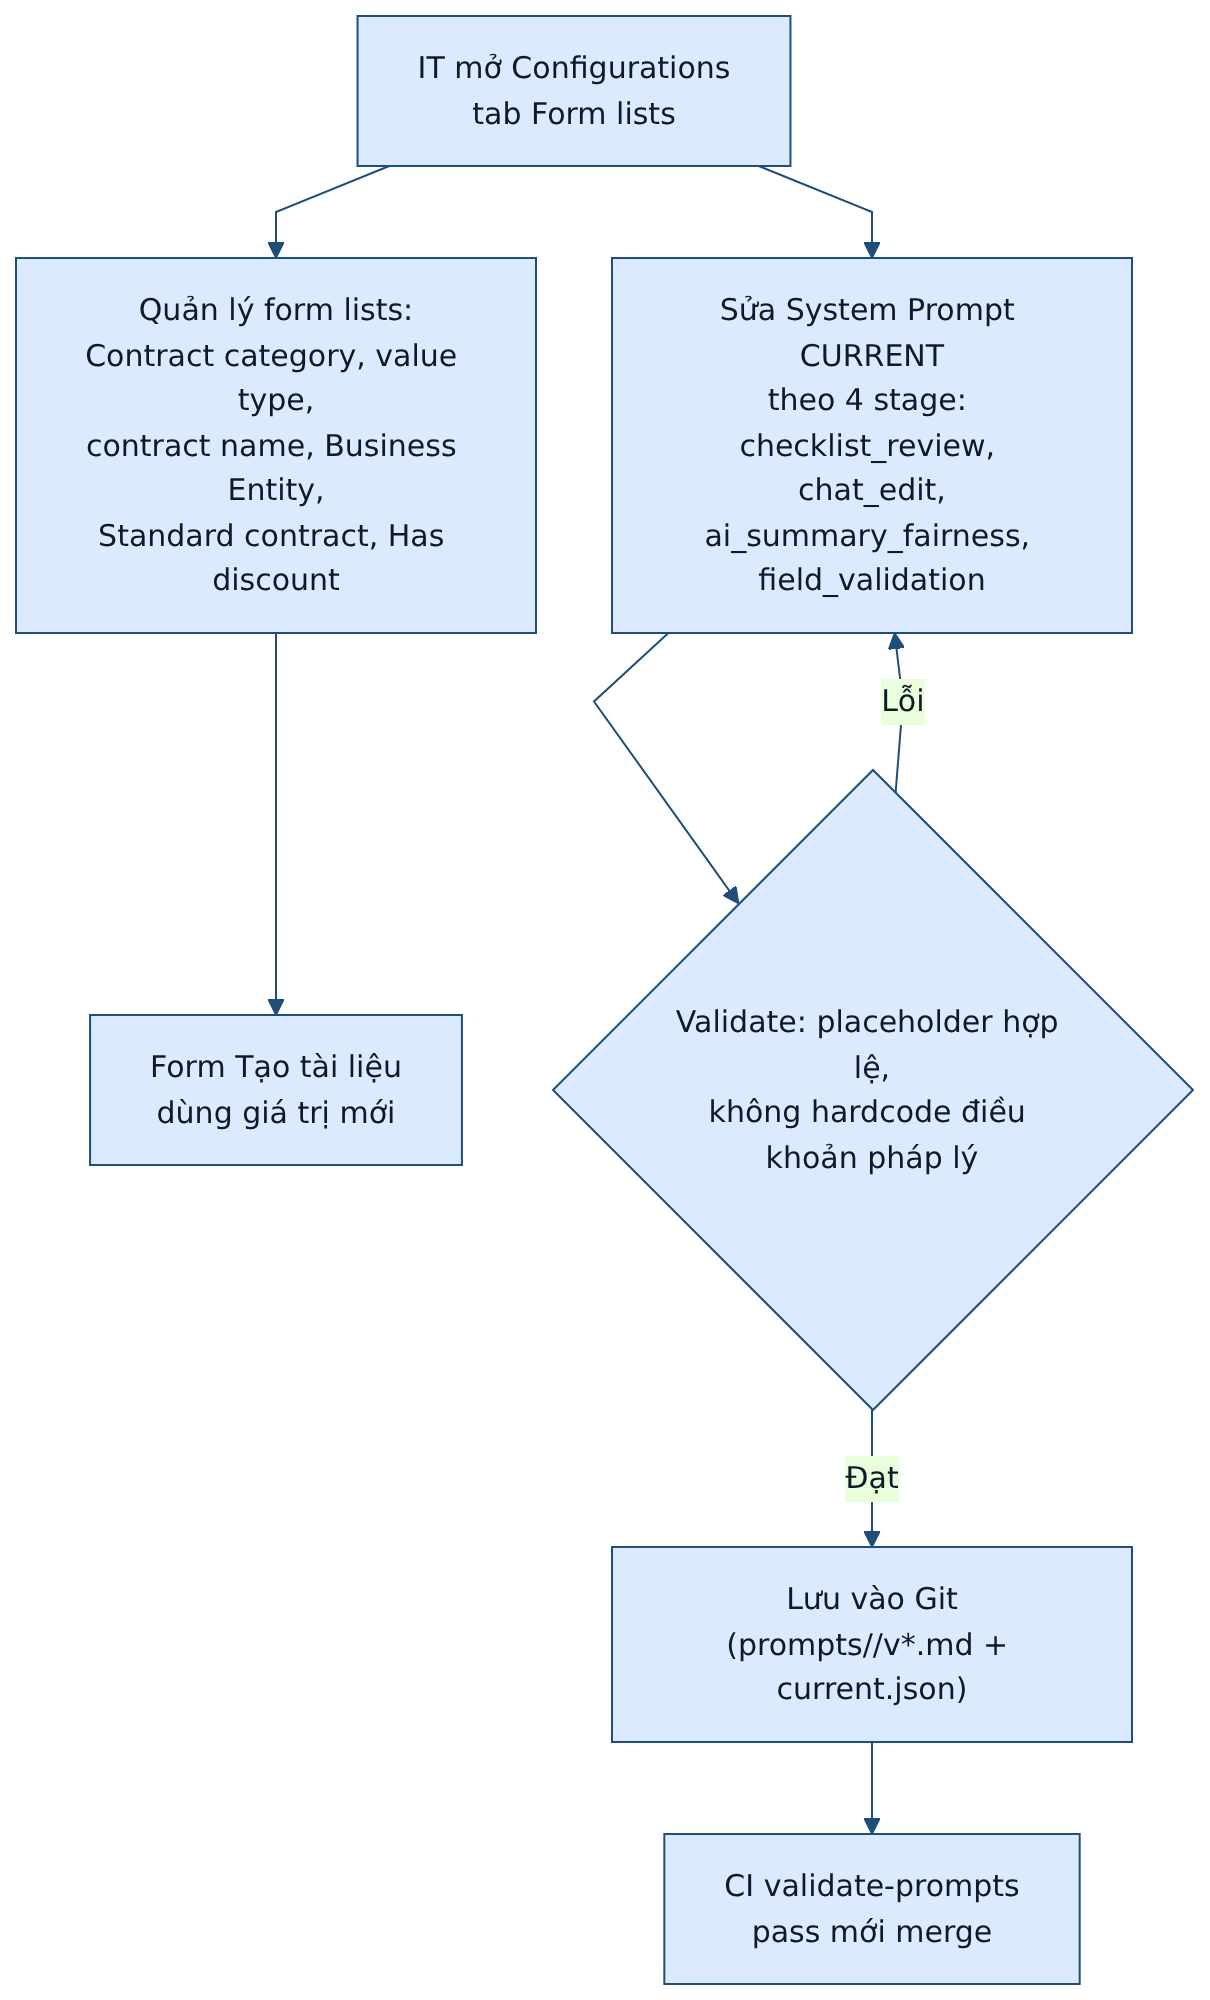 IT mở Configurations
tab Form lists
Quản lý form lists:
Contract category, value
type,
contract name, Business
Entity,
Standard contract, Has
discount
Sửa System Prompt
CURRENT
theo 4 stage:
checklist_review,
chat_edit,
ai_summary_fairness,
field_validation
Lỗi
Form Tạo tài liệu
dùng giá trị mới
Validate: placeholder hợp
lệ,
không hardcode điều
khoản pháp lý
Đạt
Lưu vào Git
(prompts//v*.md +
current.json)
CI validate-prompts
pass mới merge